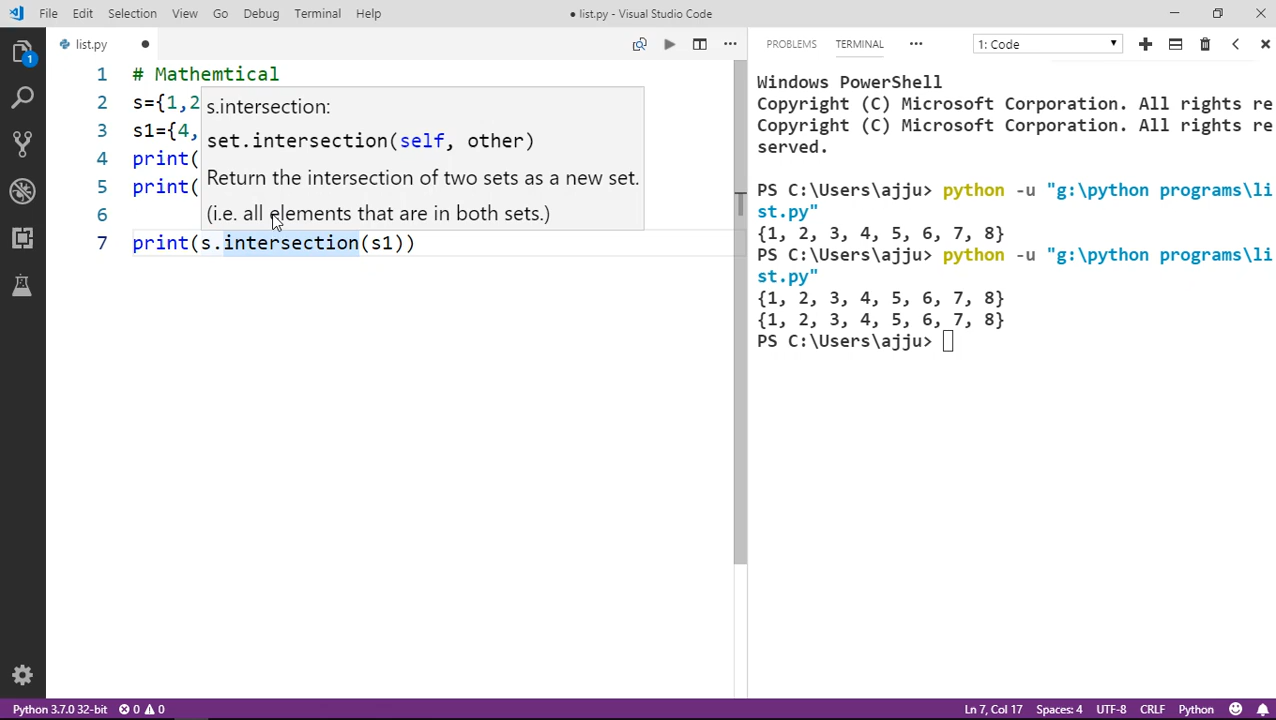 File Edit Selection View Go Debug Terminal Help
● list.py - Visual Studio Code
list.py
PROBLEMS TERMINAL
1: Code
1
1 # Mathemtical
2 s={1,2
3 s1={4,
4 print(
5 print(
6
7 print(s.intersection(s1))
s.intersection:
set.intersection(self, other)
Return the intersection of two sets as a new set.
(i.e. all elements that are in both sets.)
Windows PowerShell
Copyright (C) Microsoft Corporation. All rights re
Copyright (C) Microsoft Corporation. All rights re
served.
PS C:\Users\ajju> python -u "g:\python programs\li
st.py"
{1, 2, 3, 4, 5, 6, 7, 8}
PS C:\Users\ajju> python -u "g:\python programs\li
st.py"
{1, 2, 3, 4, 5, 6, 7, 8}
{1, 2, 3, 4, 5, 6, 7, 8}
PS C:\Users\ajju>
Python 3.7.0 32-bit 0 0
Ln 7, Col 17 Spaces: 4 UTF-8 CRLF Python